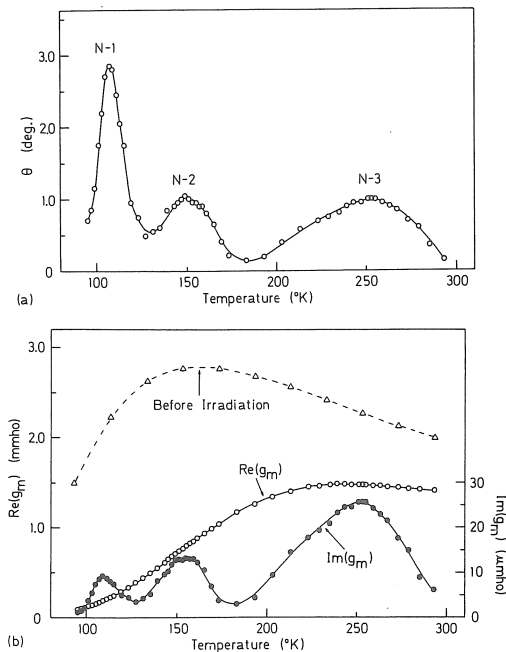 N-1
N-2
N-3
3.0
2.0
1.0
0
θ (deg.)
100 150 200 250 300
Temperature (°K)
(a)
3.0
2.0
1.0
0
Re(gm) (mmho)
Before Irradiation
Re(gm)
Im(gm)
30
20
10
0
Im(gm) (μmho)
100 150 200 250 300
Temperature (°K)
(b)